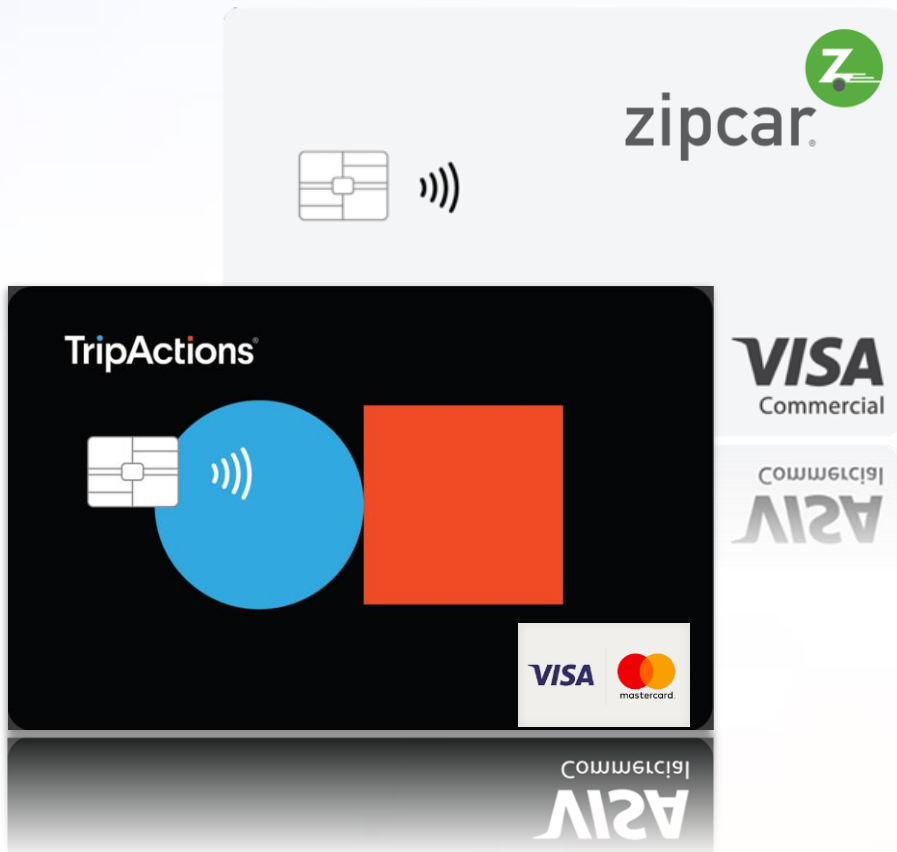 zipcar®
VISA
Commercial
Commercial
VISA
TripActions®
VISA mastercard.
Commercial
VISA